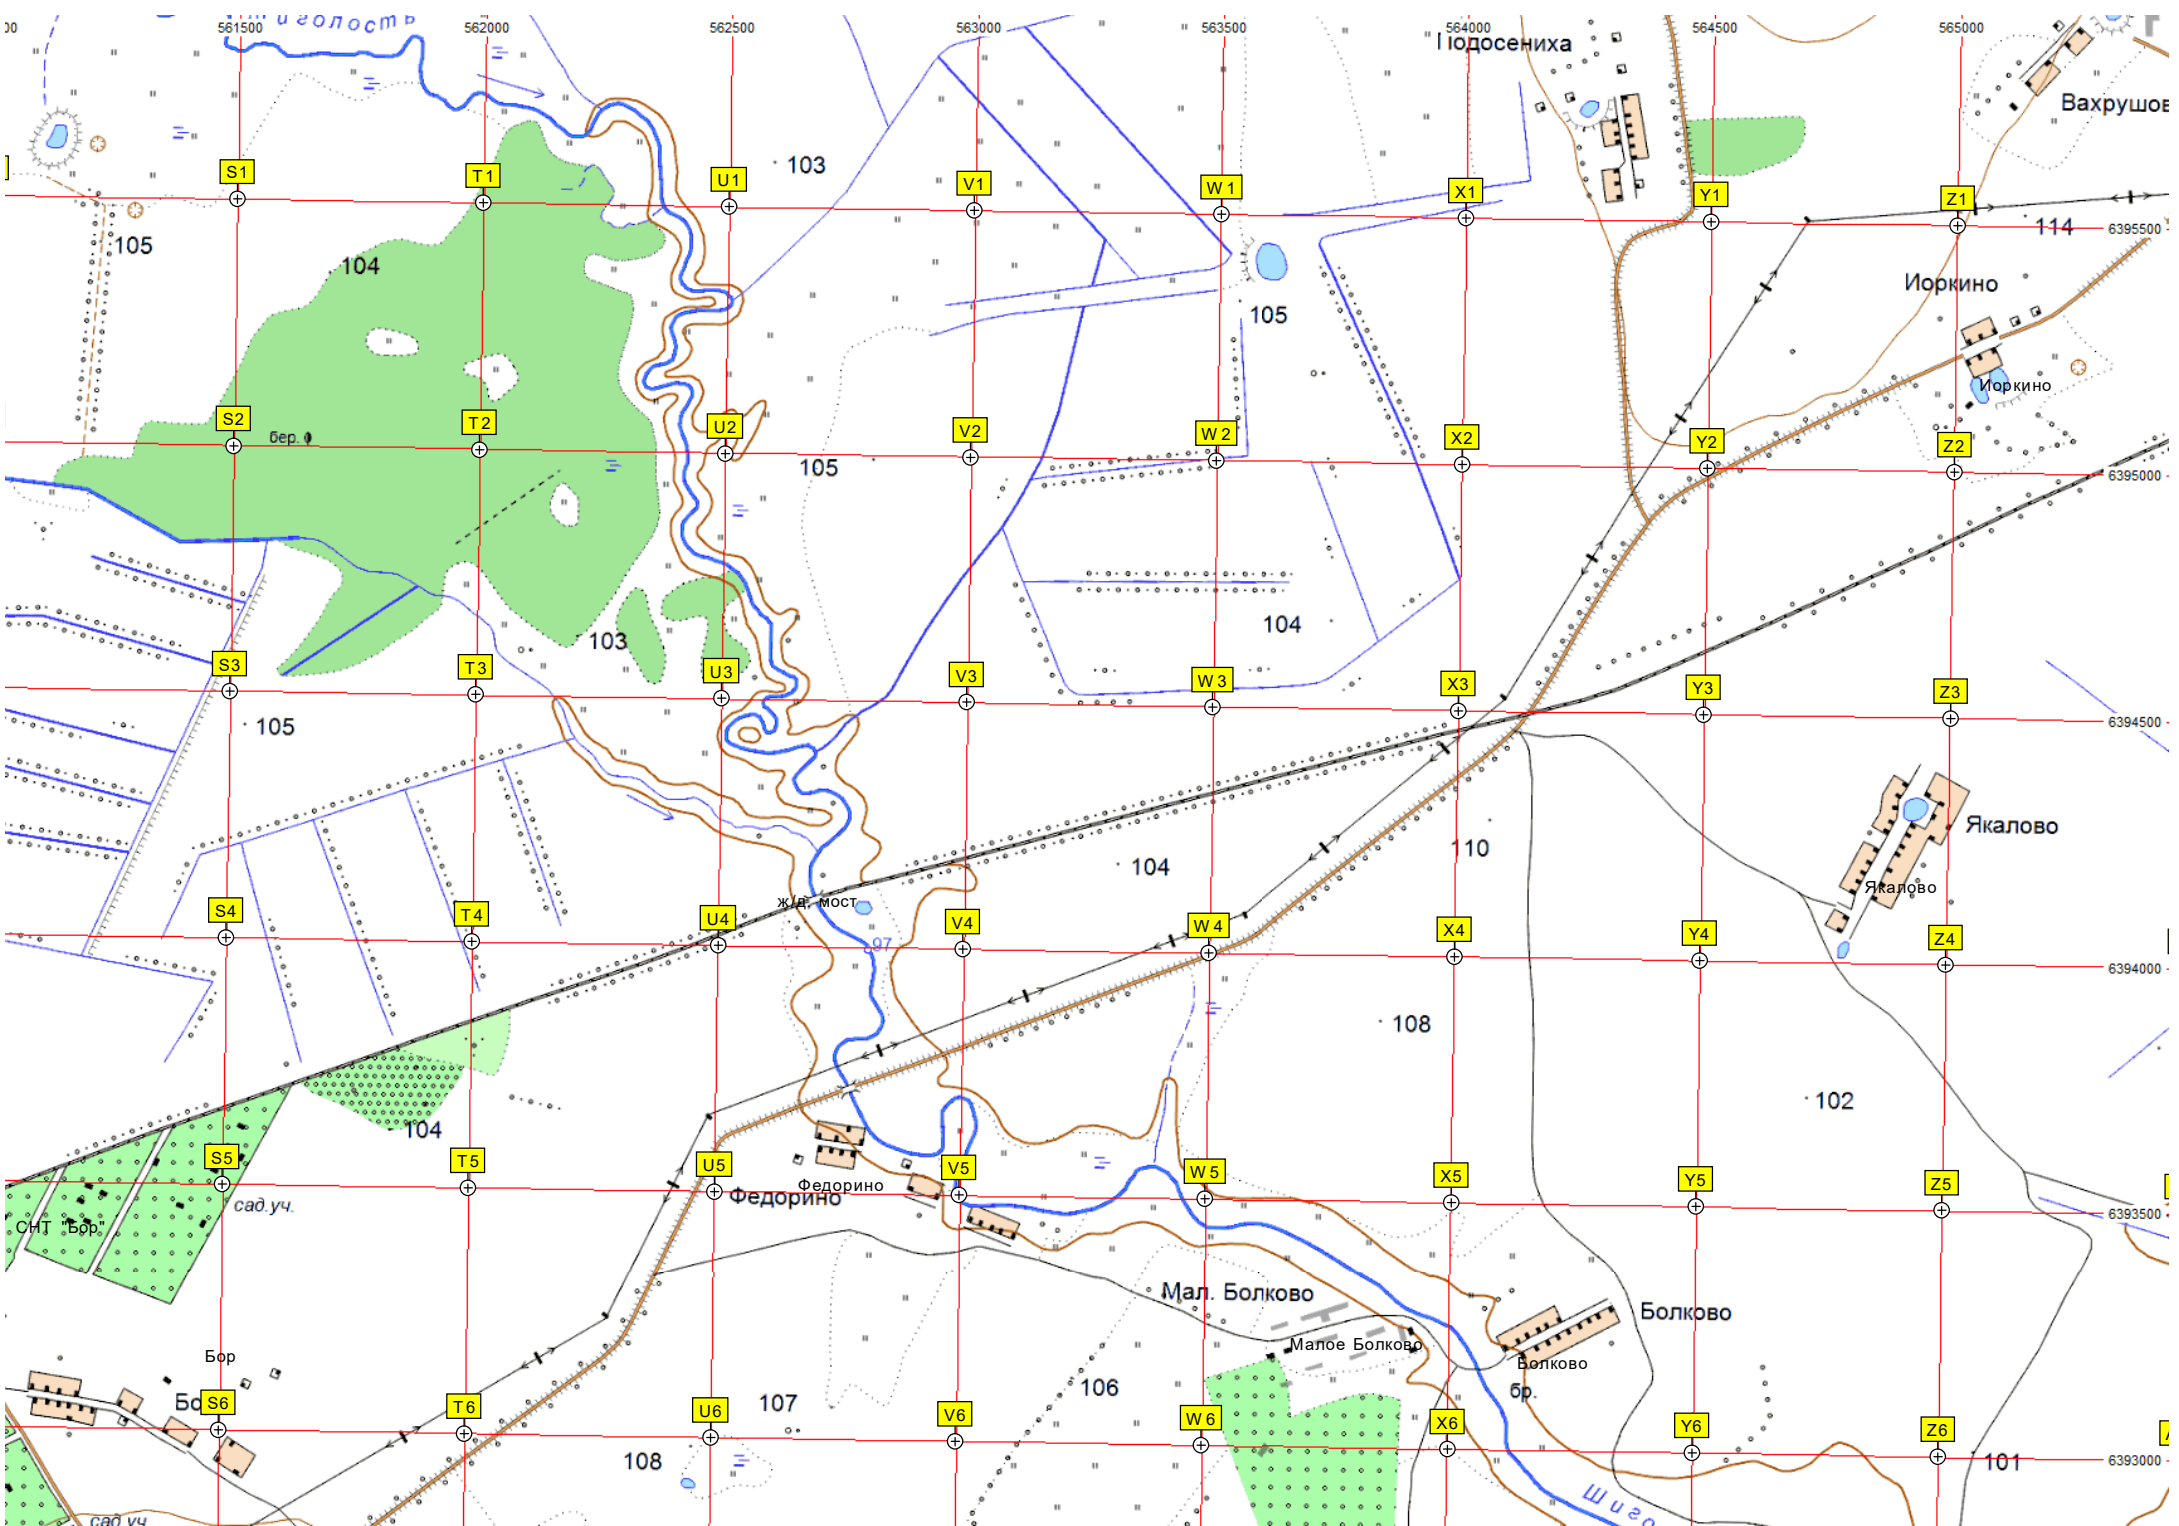 Шиголость
00 561500 562000 562500 563000 563500 564000 564500 565000
Подосениха
Вахрушов
103
S1 T1 U1 V1 W1 X1 Y1 Z1
114
6395500
105
104
Иоркино
105
Иоркино
S2 T2 U2 V2 W2 X2 Y2 Z2
бер.
105
6395000
104
103
S3 T3 U3 V3 W3 X3 Y3 Z3
105
6394500
Якалово
110
104
Якалово
ж/д. мост
S4 T4 U4 V4 W4 X4 Y4 Z4
97
6394000
108
102
104
S5 T5 U5 V5 W5 X5 Y5 Z5
Федорино
Федорино
сад.уч.
СНТ "Бор"
6393500
Мал. Болково
Болково
Малое Болково
Бор
Болково
106
бр.
107
Бо
S6 T6 U6 V6 W6 X6 Y6 Z6
108
101
6393000
Шиго
сад.уч